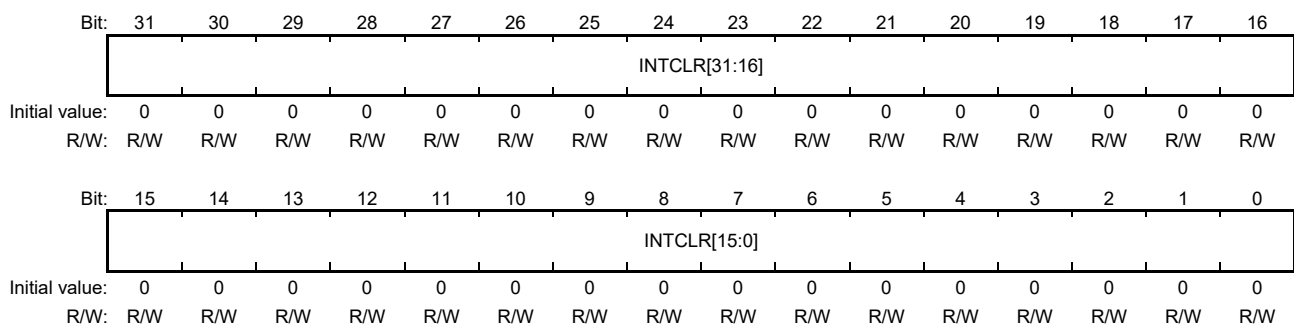 Bit: 31 30 29 28 27 26 25 24 23 22 21 20 19 18 17 16
INTCLR[31:16]
Initial value: 0 0 0 0 0 0 0 0 0 0 0 0 0 0 0 0
R/W: R/W R/W R/W R/W R/W R/W R/W R/W R/W R/W R/W R/W R/W R/W R/W R/W
Bit: 15 14 13 12 11 10 9 8 7 6 5 4 3 2 1 0
INTCLR[15:0]
Initial value: 0 0 0 0 0 0 0 0 0 0 0 0 0 0 0 0
R/W: R/W R/W R/W R/W R/W R/W R/W R/W R/W R/W R/W R/W R/W R/W R/W R/W